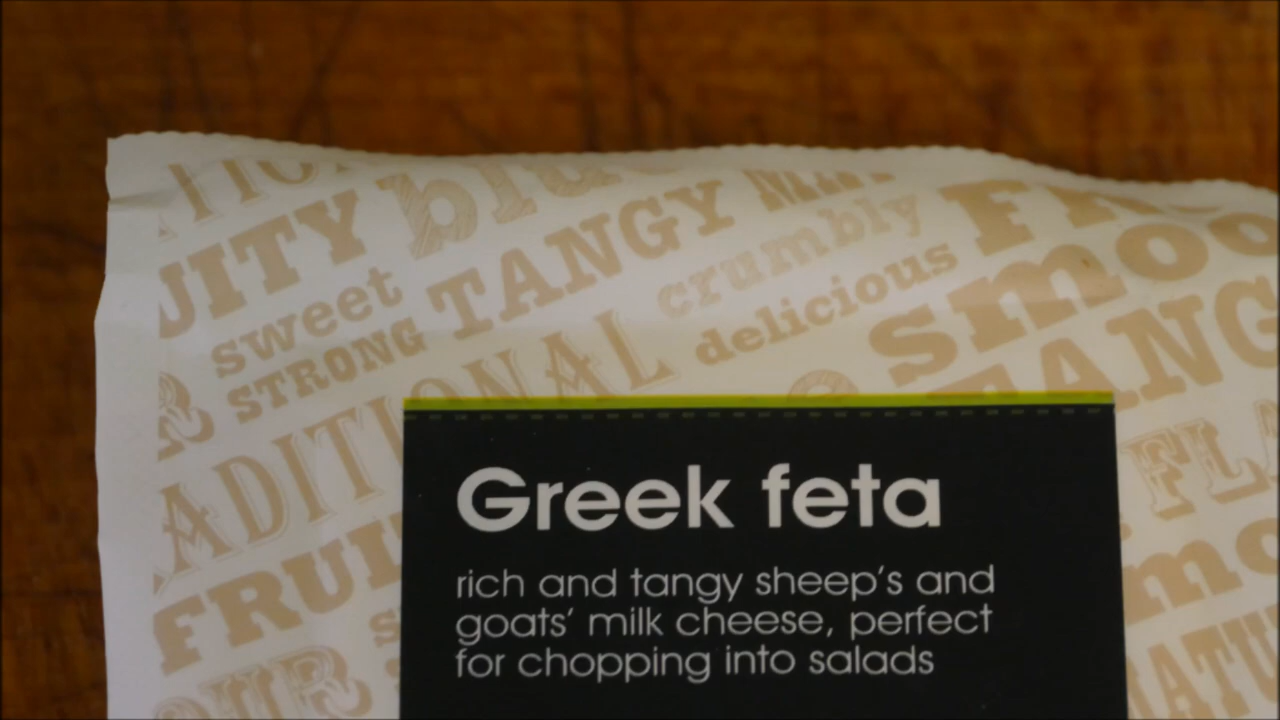 TANGY
crumbly
sweet
delicious
STRONG
Greek feta
rich and tangy sheep's and
goats' milk cheese, perfect
for chopping into salads